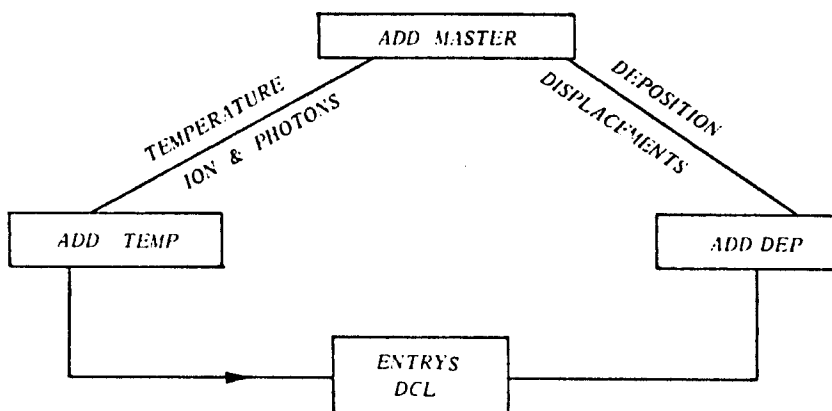 ADD MASTER
TEMPERATURE
ION & PHOTONS
DEPOSITION
DISPLACEMENTS
ADD TEMP
ADD DEP
ENTRYS
DCL